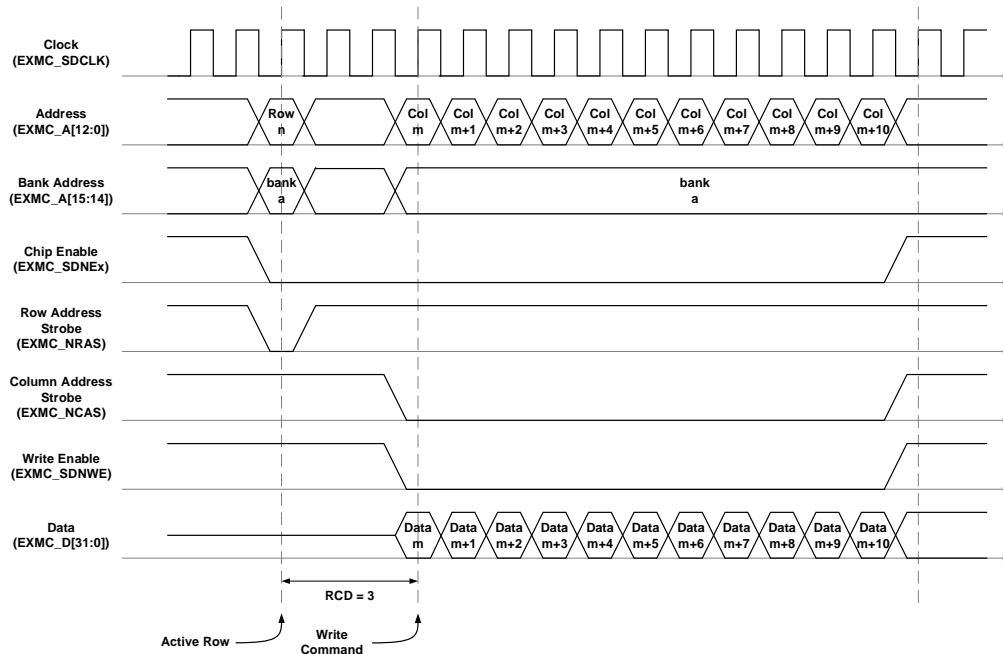 Clock
(EXMC_SDCLK)
Address
(EXMC_A[12:0])
Row
n
Col
m
Col
m+1
Col
m+2
Col
m+3
Col
m+4
Col
m+5
Col
m+6
Col
m+7
Col
m+8
Col
m+9
Col
m+10
Bank Address
(EXMC_A[15:14])
bank
a
bank
a
Chip Enable
(EXMC_SDNEx)
Row Address
Strobe
(EXMC_NRAS)
Column Address
Strobe
(EXMC_NCAS)
Write Enable
(EXMC_SDNWE)
Data
(EXMC_D[31:0])
Data
m
Data
m+1
Data
m+2
Data
m+3
Data
m+4
Data
m+5
Data
m+6
Data
m+7
Data
m+8
Data
m+9
Data
m+10
RCD = 3
Active Row
Write
Command